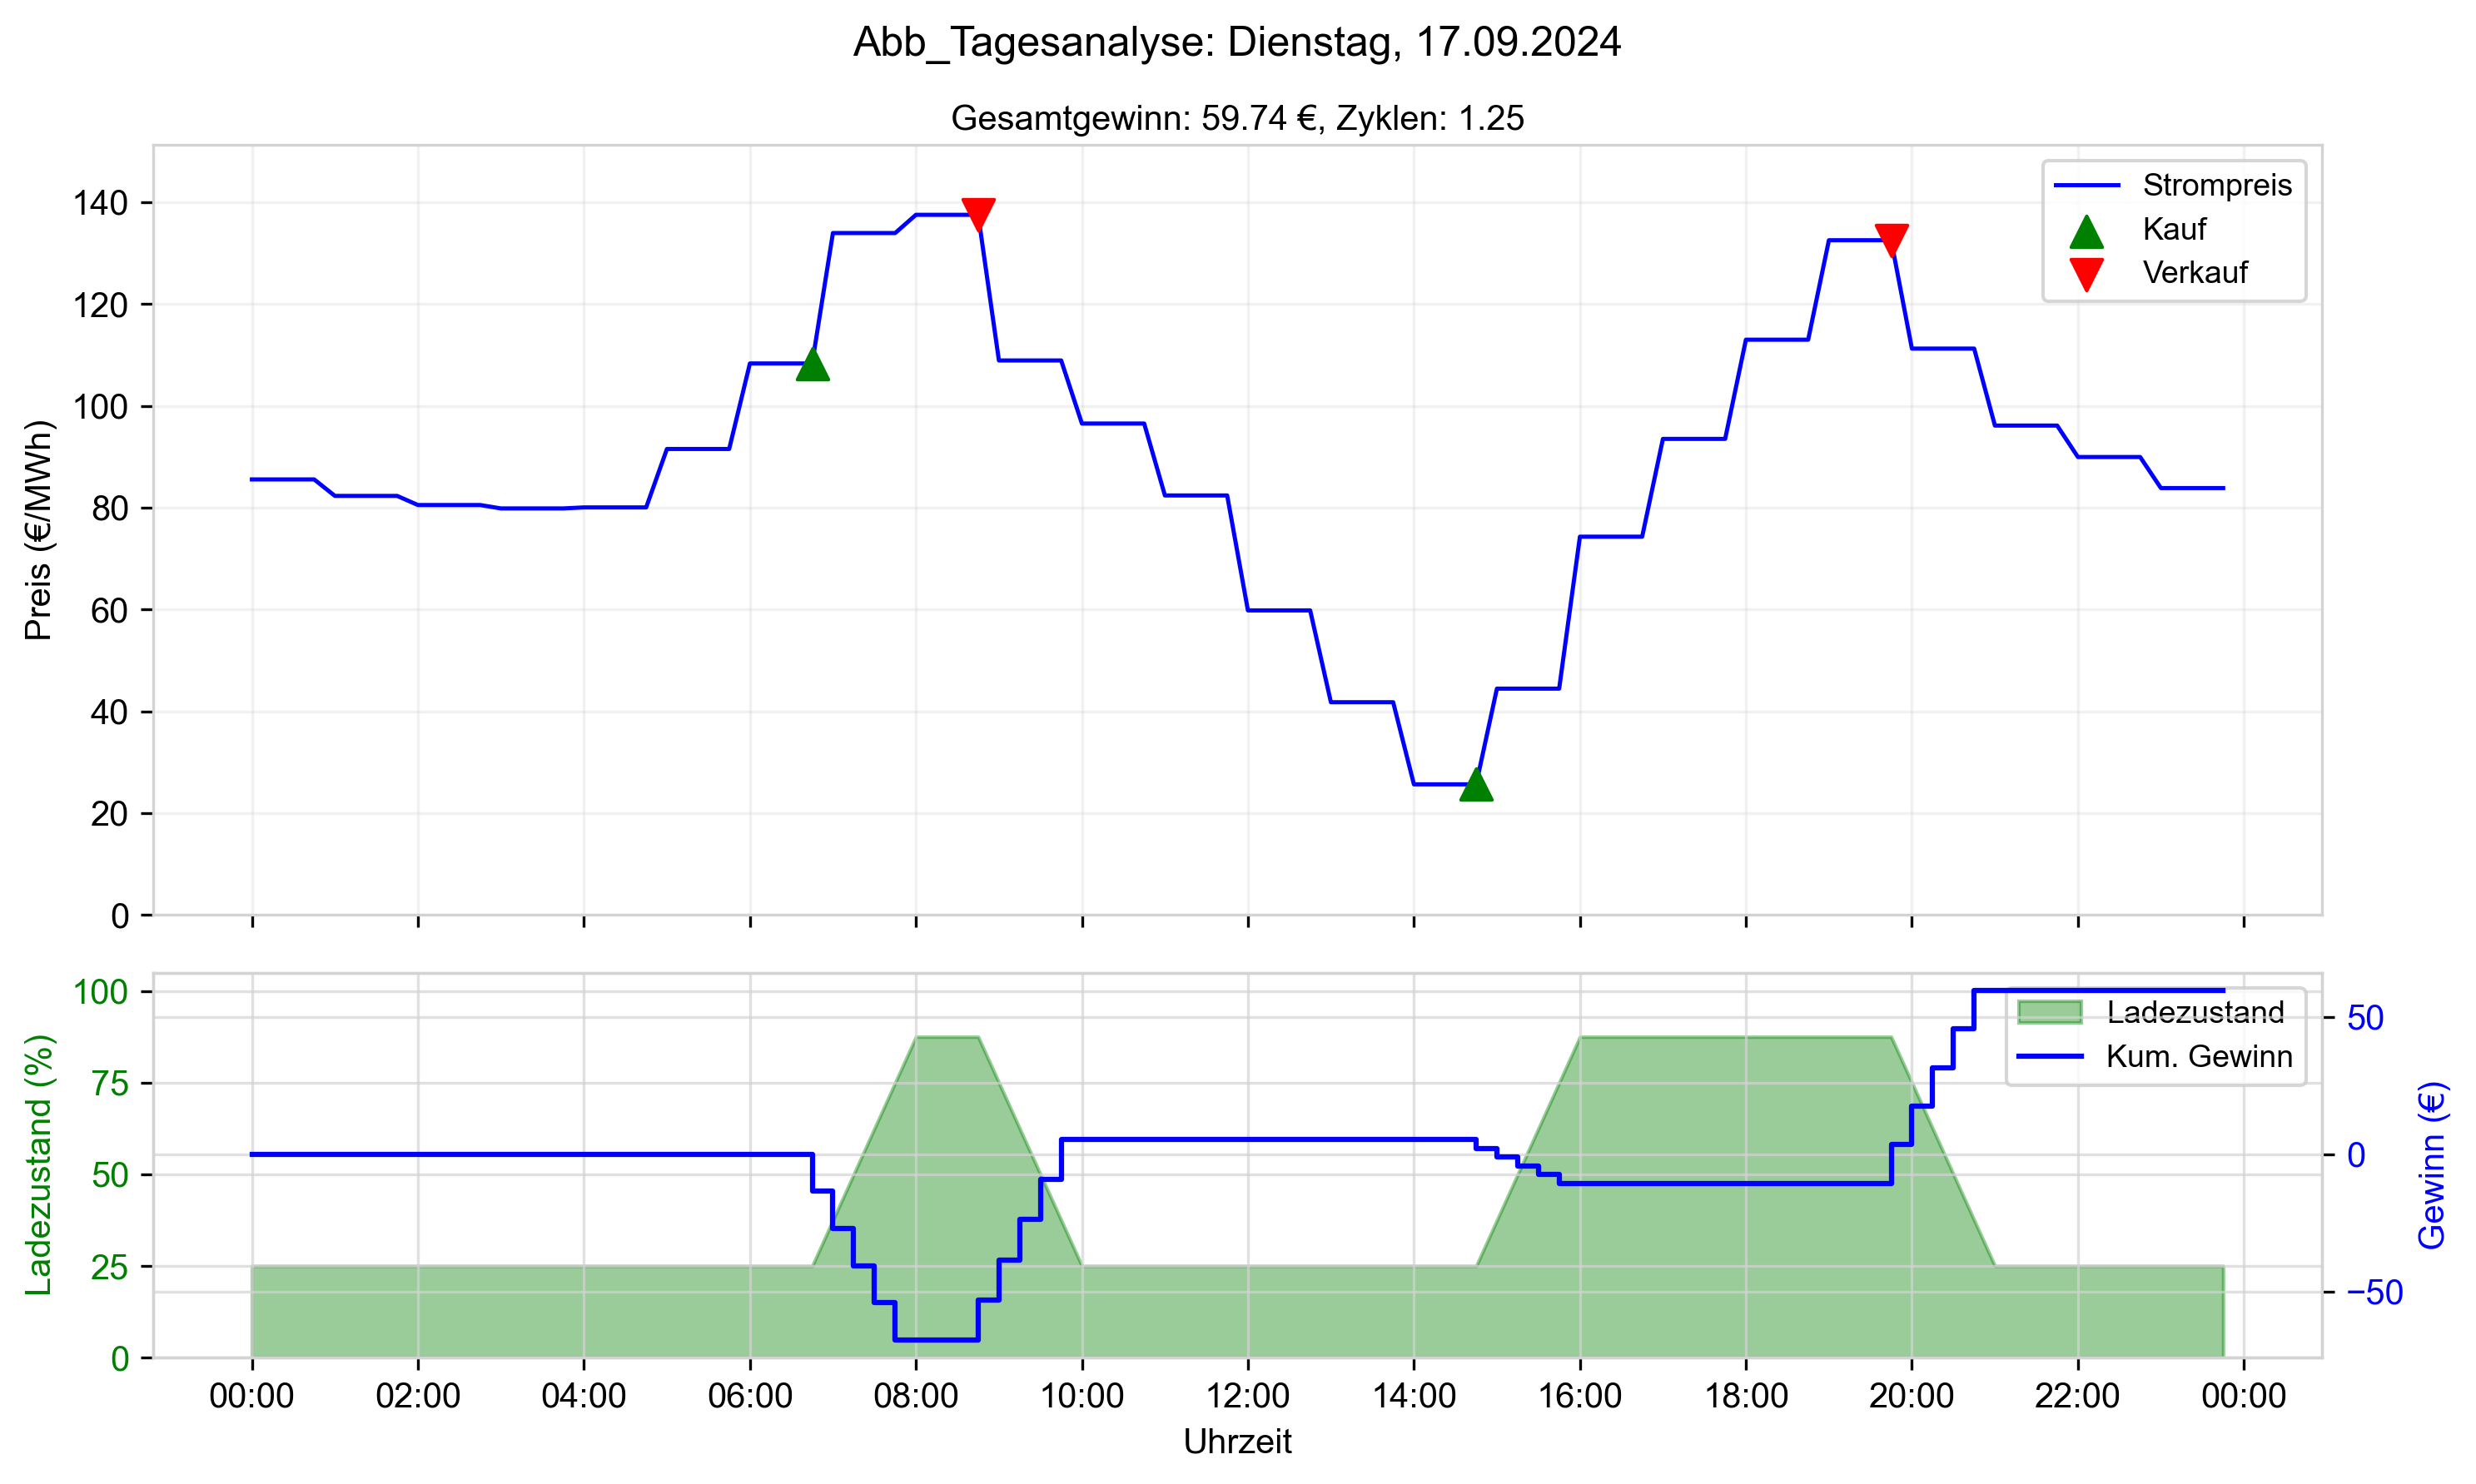 Abb_Tagesanalyse: Dienstag, 17.09.2024
Gesamtgewinn: 59.74 €, Zyklen: 1.25
Preis (€/MWh)
140
120
100
80
60
40
20
0
Strompreis
Kauf
Verkauf
Ladezustand (%)
100
75
50
25
0
Ladezustand
Kum. Gewinn
50
0
−50
Gewinn (€)
00:00 02:00 04:00 06:00 08:00 10:00 12:00 14:00 16:00 18:00 20:00 22:00 00:00
Uhrzeit